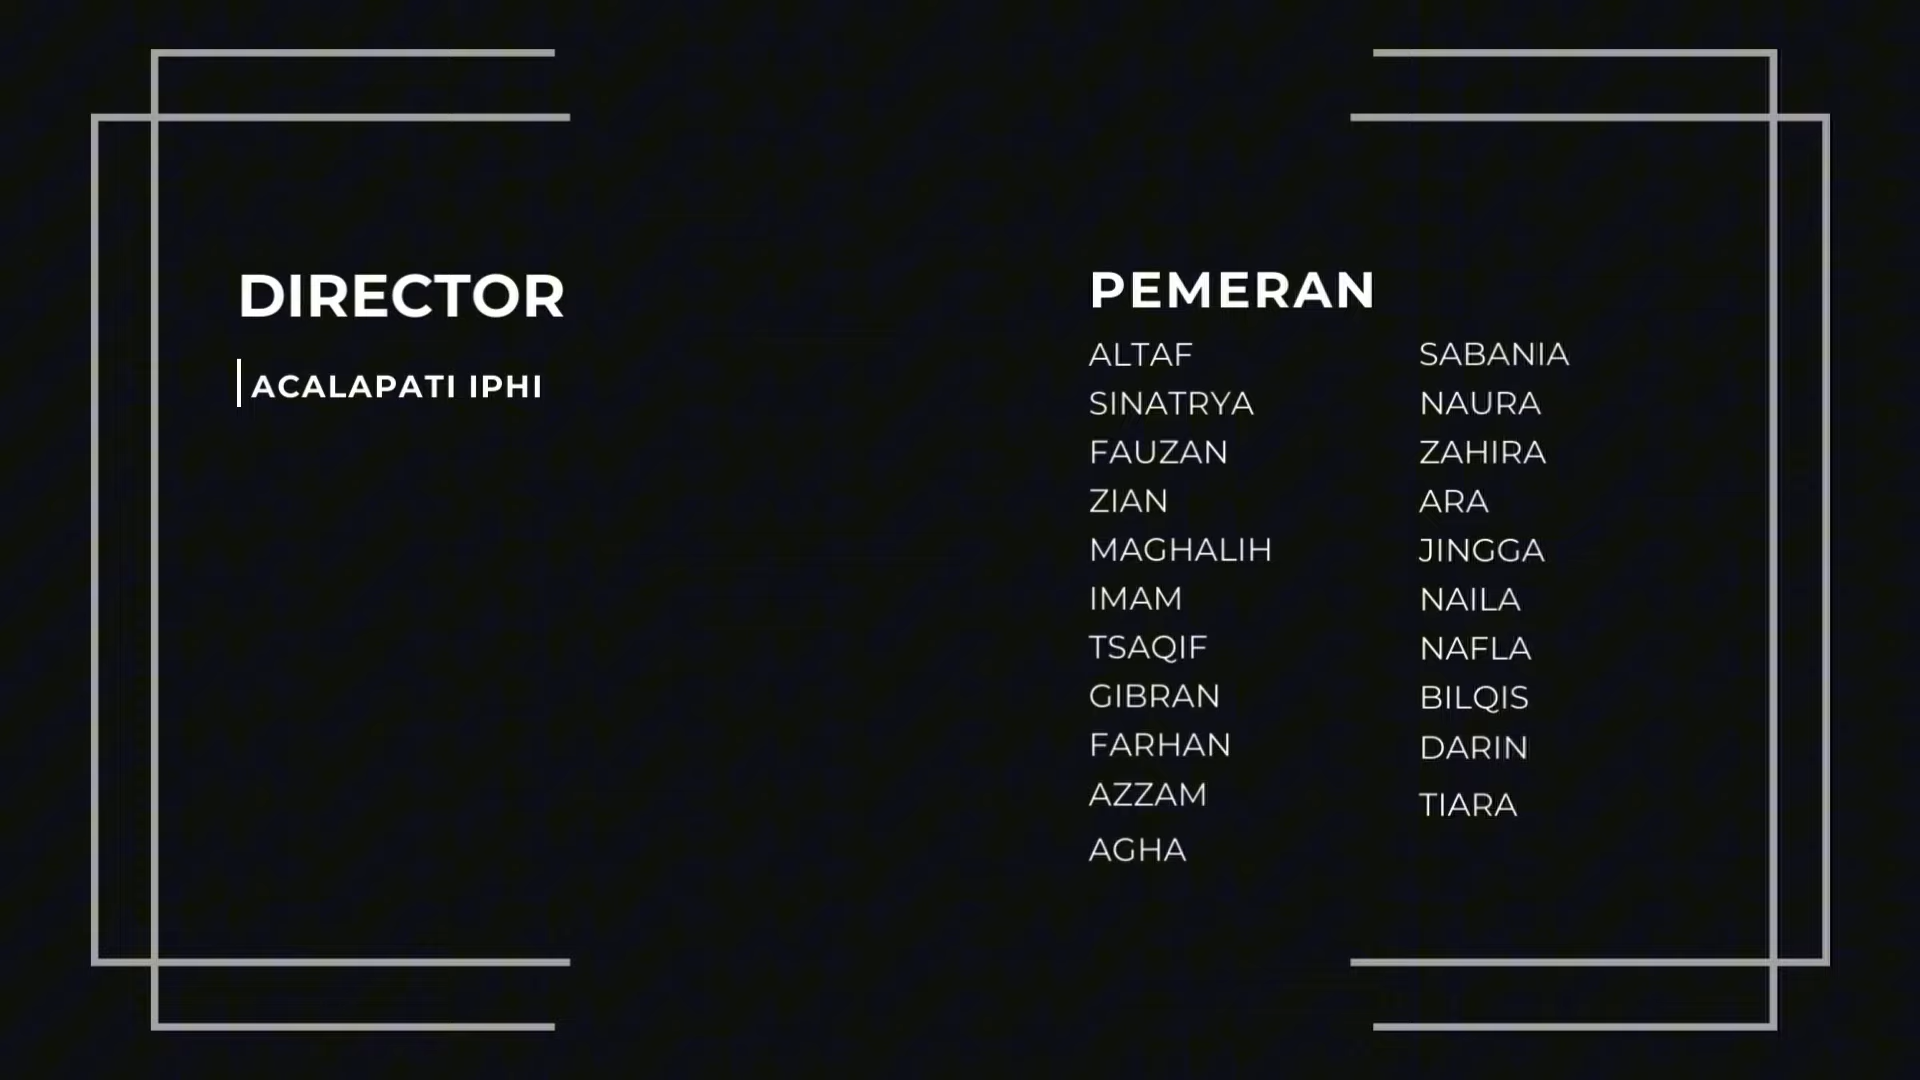 DIRECTOR
ACALAPATI IPHI
PEMERAN
ALTAF
SINATRYA
FAUZAN
ZIAN
MAGHALIH
IMAM
TSAQIF
GIBRAN
FARHAN
AZZAM
AGHA
SABANIA
NAURA
ZAHIRA
ARA
JINGGA
NAILA
NAFLA
BILQIS
DARIN
TIARA